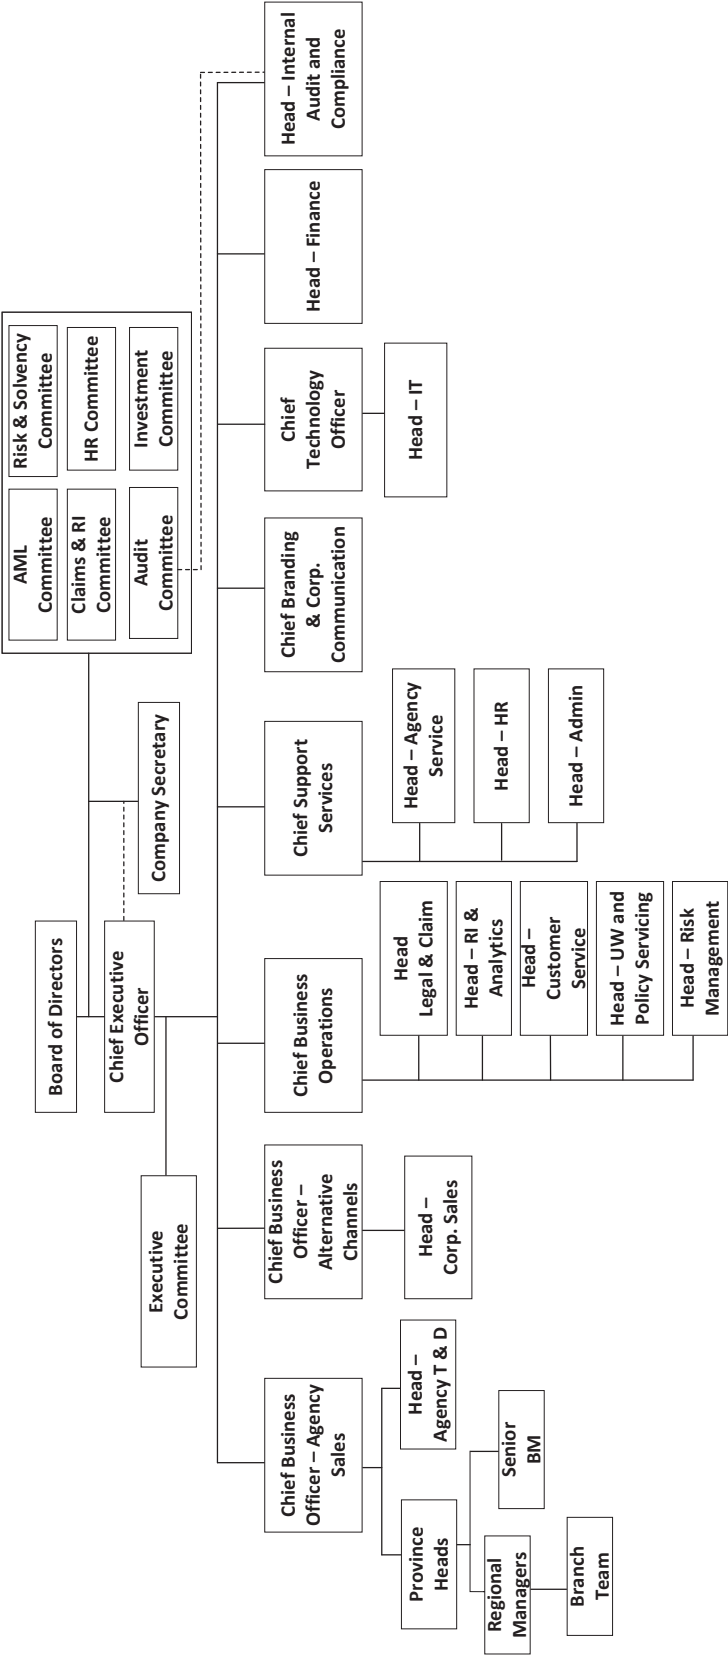 Board of Directors
AML
Committee
Risk & Solvency
Committee
Claims & RI
Committee
HR Committee
Audit
Committee
Investment
Committee
Chief Executive
Officer
Company Secretary
Executive
Committee
Chief Business
Officer – Agency
Sales
Chief Business
Officer –
Alternative
Channels
Chief Business
Operations
Chief Support
Services
Chief Branding
& Corp.
Communication
Chief
Technology
Officer
Head – Finance
Head – Internal
Audit and
Compliance
Province
Heads
Head –
Agency T & D
Regional
Managers
Senior
BM
Branch
Team
Head –
Corp. Sales
Head
Legal & Claim
Head – RI &
Analytics
Head –
Customer
Service
Head – UW and
Policy Servicing
Head – Risk
Management
Head – Agency
Service
Head – HR
Head – Admin
Head – IT